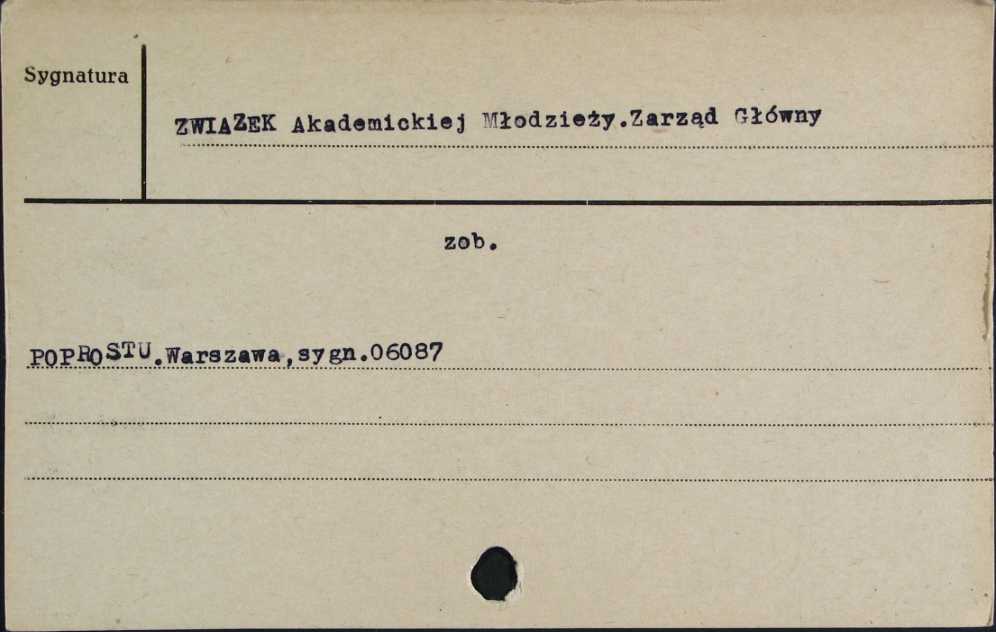 Sygnatura
ZWIAZEK Akademickiej Młodzieży.Zarząd Główny
zob.
POPROSTU.Warszawa,sygn.06087